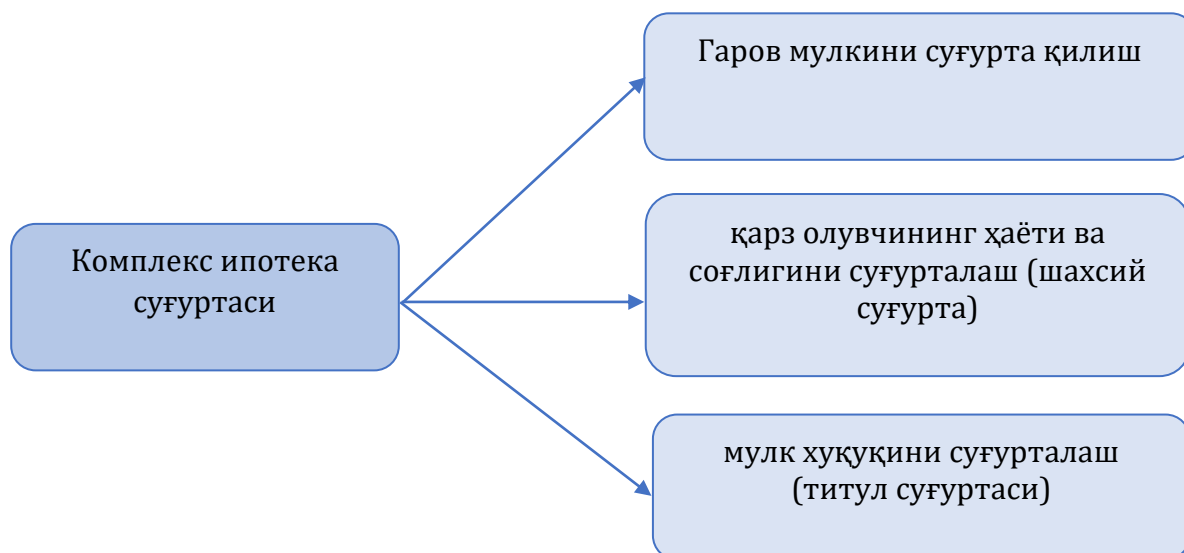 Гаров мулкини суғурта қилиш
Комплекс ипотека
суғуртаси
қарз олувчининг ҳаёти ва
соғлигини суғурталаш (шахсий
суғурта)
мулк хуқуқини суғурталаш
(титул суғуртаси)